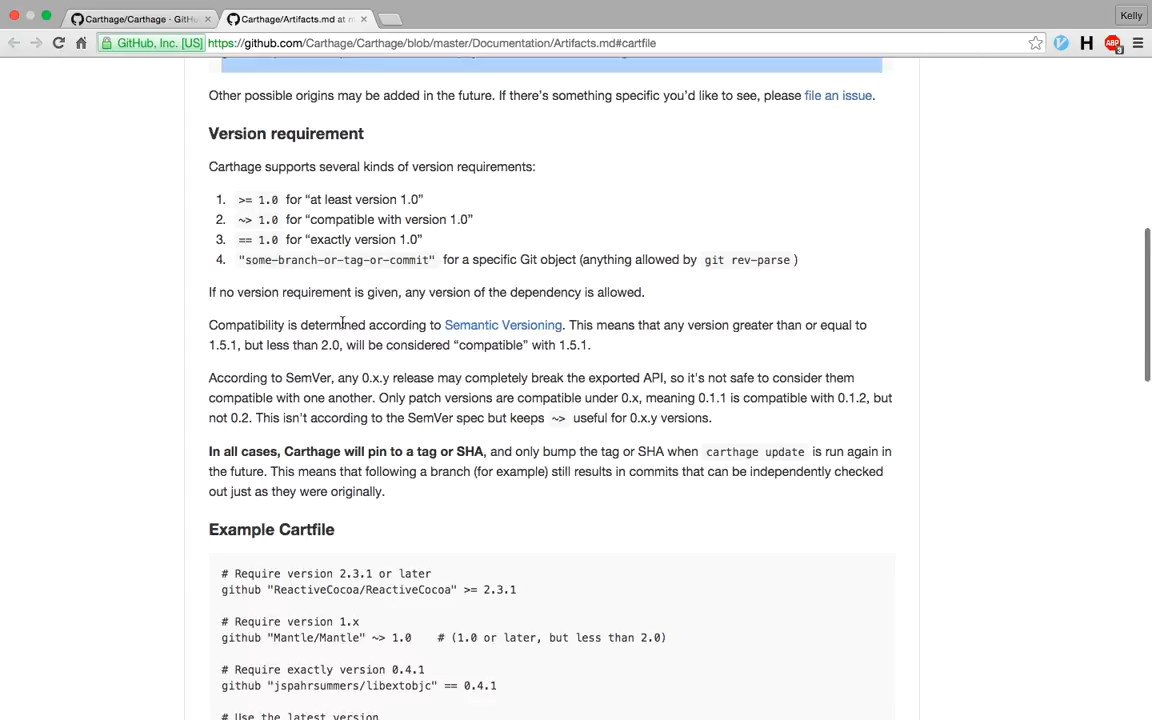 Carthage/Carthage · GitHu
Carthage/Artifacts.md at m
Kelly
GitHub, Inc. [US]
https://github.com/Carthage/Carthage/blob/master/Documentation/Artifacts.md#cartfile
H
ABP
3
Other possible origins may be added in the future. If there's something specific you'd like to see, please file an issue.
Version requirement
Carthage supports several kinds of version requirements:
1. >= 1.0 for “at least version 1.0”
2. ~> 1.0 for “compatible with version 1.0”
3. == 1.0 for “exactly version 1.0”
4. "some-branch-or-tag-or-commit" for a specific Git object (anything allowed by git rev-parse )
If no version requirement is given, any version of the dependency is allowed.
Compatibility is determined according to Semantic Versioning. This means that any version greater than or equal to
1.5.1, but less than 2.0, will be considered “compatible” with 1.5.1.
According to SemVer, any 0.x.y release may completely break the exported API, so it's not safe to consider them
compatible with one another. Only patch versions are compatible under 0.x, meaning 0.1.1 is compatible with 0.1.2, but
not 0.2. This isn't according to the SemVer spec but keeps ~> useful for 0.x.y versions.
In all cases, Carthage will pin to a tag or SHA, and only bump the tag or SHA when carthage update is run again in
the future. This means that following a branch (for example) still results in commits that can be independently checked
out just as they were originally.
Example Cartfile
# Require version 2.3.1 or later
github "ReactiveCocoa/ReactiveCocoa" >= 2.3.1
# Require version 1.x
github "Mantle/Mantle" ~> 1.0 # (1.0 or later, but less than 2.0)
# Require exactly version 0.4.1
github "jspahrsummers/libextobjc" == 0.4.1
# Use the latest version